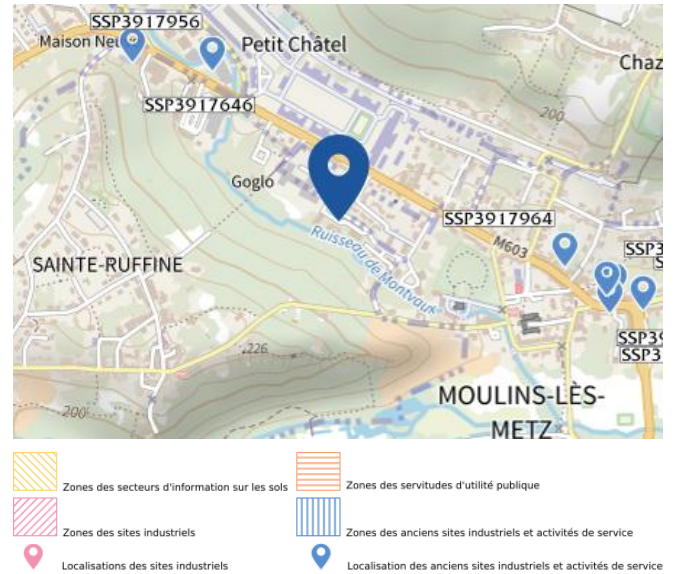 SSP3917956
Maison Neu
Petit Châtel
Chaz
SSP3917646
200
Goglo
SSP3917964
M603
SSP3
S
Ruisseau de Montvaux
SAINTE-RUFFINE
226
SSP39
SSP3
200
MOULINS-LÈS-
METZ
Zones des secteurs d'information sur les sols
Zones des servitudes d'utilité publique
Zones des sites industriels
Zones des anciens sites industriels et activités de service
Localisations des sites industriels
Localisation des anciens sites industriels et activités de service